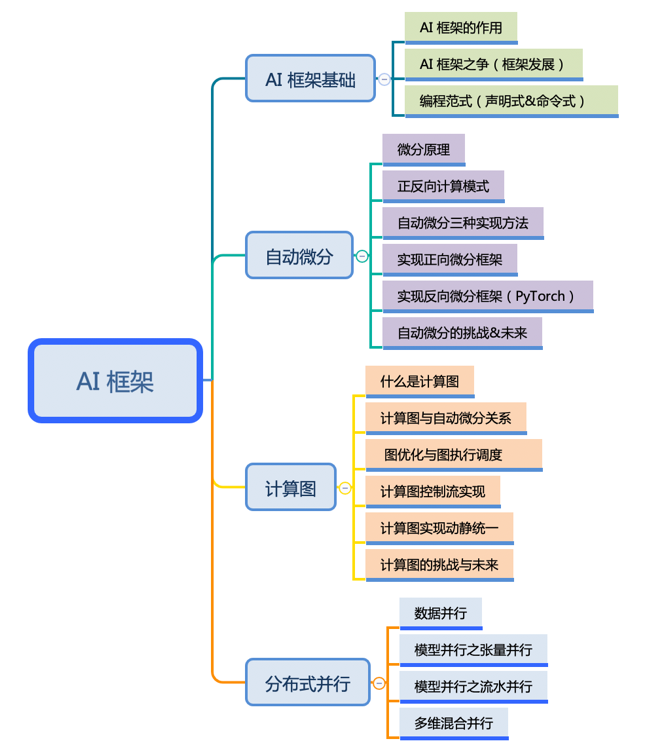 AI 框架
AI 框架基础
AI 框架的作用
AI 框架之争（框架发展）
编程范式（声明式&命令式）
自动微分
微分原理
正反向计算模式
自动微分三种实现方法
实现正向微分框架
实现反向微分框架（PyTorch）
自动微分的挑战&未来
计算图
什么是计算图
计算图与自动微分关系
图优化与图执行调度
计算图控制流实现
计算图实现动静统一
计算图的挑战与未来
分布式并行
数据并行
模型并行之张量并行
模型并行之流水并行
多维混合并行